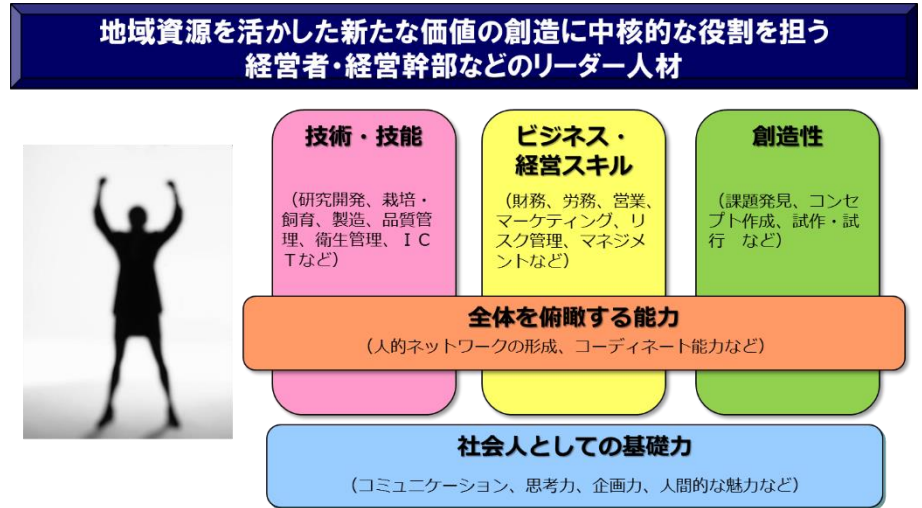 地域資源を活かした新たな価値の創造に中核的な役割を担う
経営者・経営幹部などのリーダー人材
技術・技能
（研究開発、栽培・
飼育、製造、品質管
理、衛生管理、ＩＣ
Ｔなど）
ビジネス・
経営スキル
（財務、労務、営業、
マーケティング、リ
スク管理、マネジメ
ントなど）
創造性
（課題発見、コンセ
プト作成、試作・試
行　など）
全体を俯瞰する能力
（人的ネットワークの形成、コーディネート能力など）
社会人としての基礎力
（コミュニケーション、思考力、企画力、人間的な魅力など）